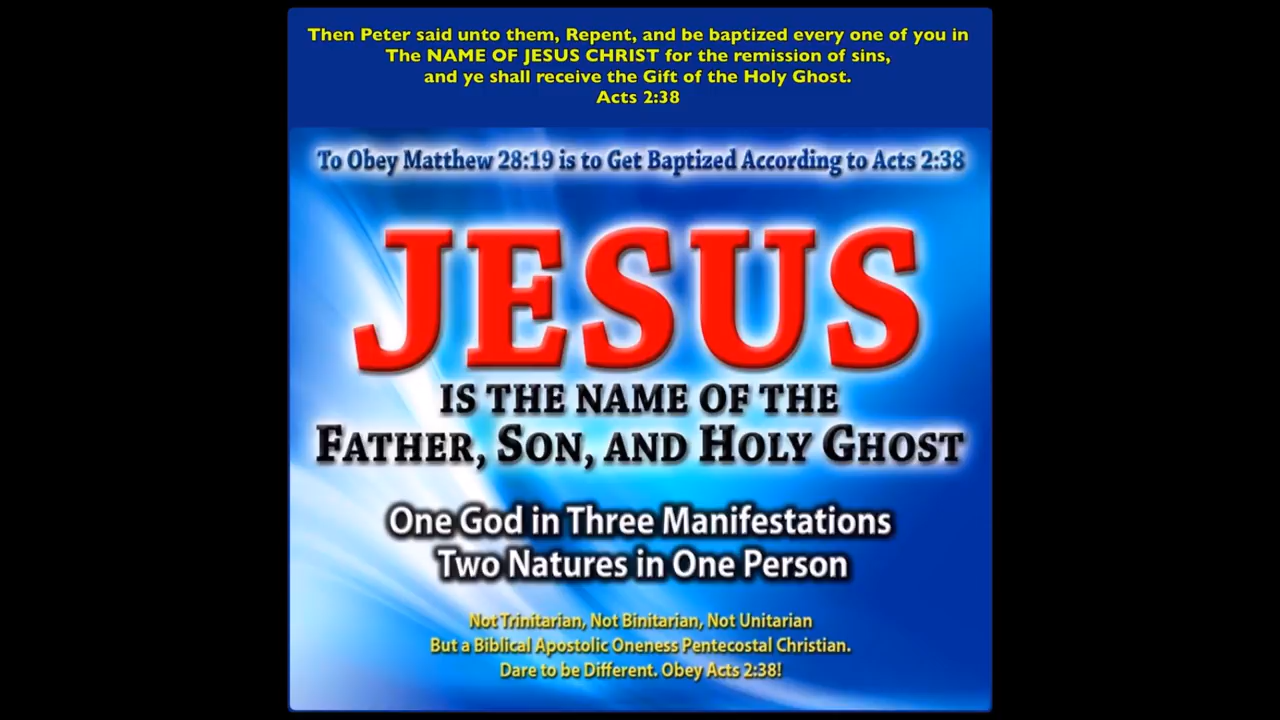 Then Peter said unto them, Repent, and be baptized every one of you in
The NAME OF JESUS CHRIST for the remission of sins,
and ye shall receive the Gift of the Holy Ghost.
Acts 2:38
To Obey Matthew 28:19 is to Get Baptized According to Acts 2:38
JESUS
IS THE NAME OF THE
FATHER, SON, AND HOLY GHOST
One God in Three Manifestations
Two Natures in One Person
Not Trinitarian, Not Binitarian, Not Unitarian
But a Biblical Apostolic Oneness Pentecostal Christian.
Dare to be Different. Obey Acts 2:38!